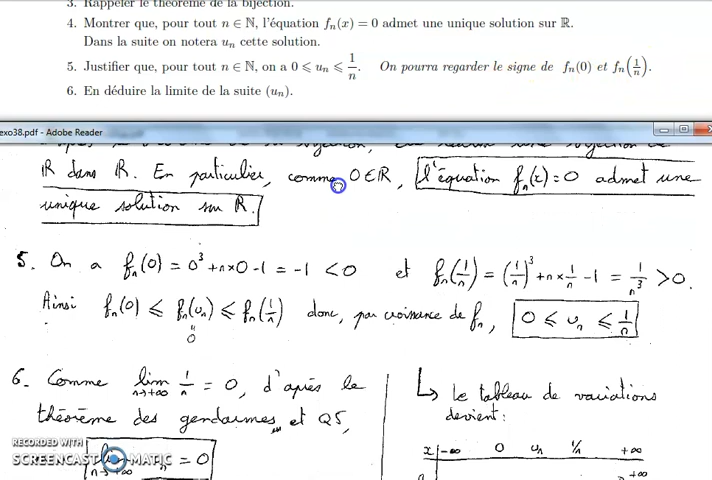 3. Rappeler le théorème de la bijection.
4. Montrer que, pour tout n ∈ ℕ, l'équation fₙ(x) = 0 admet une unique solution sur ℝ.
Dans la suite on notera uₙ cette solution.
5. Justifier que, pour tout n ∈ ℕ, on a 0 ⩽ uₙ ⩽ 1/n. On pourra regarder le signe de fₙ(0) et fₙ(1/n).
6. En déduire la limite de la suite (uₙ).
exo38.pdf - Adobe Reader
ℝ dans ℝ. En particulier, comme 0 ∈ ℝ, l'équation fₙ(x) = 0 admet une
unique solution sur ℝ.
5. On a fₙ(0) = 0³ + n×0 - 1 = -1 < 0 et fₙ(1/n) = (1/n)³ + n×1/n - 1 = 1/n³ > 0.
Ainsi fₙ(0) ⩽ fₙ(uₙ) ⩽ fₙ(1/n) donc, par croissance de fₙ, 0 ⩽ uₙ ⩽ 1/n
"
0
6. Comme lim n→+∞ 1/n = 0, d'après le
théorème des gendarmes et Q5,
n→+∞ = 0
↳ le tableau de variations
devient:
x | -∞ 0 uₙ 1/n +∞
+∞
RECORDED WITH
SCREENCAST MATIC